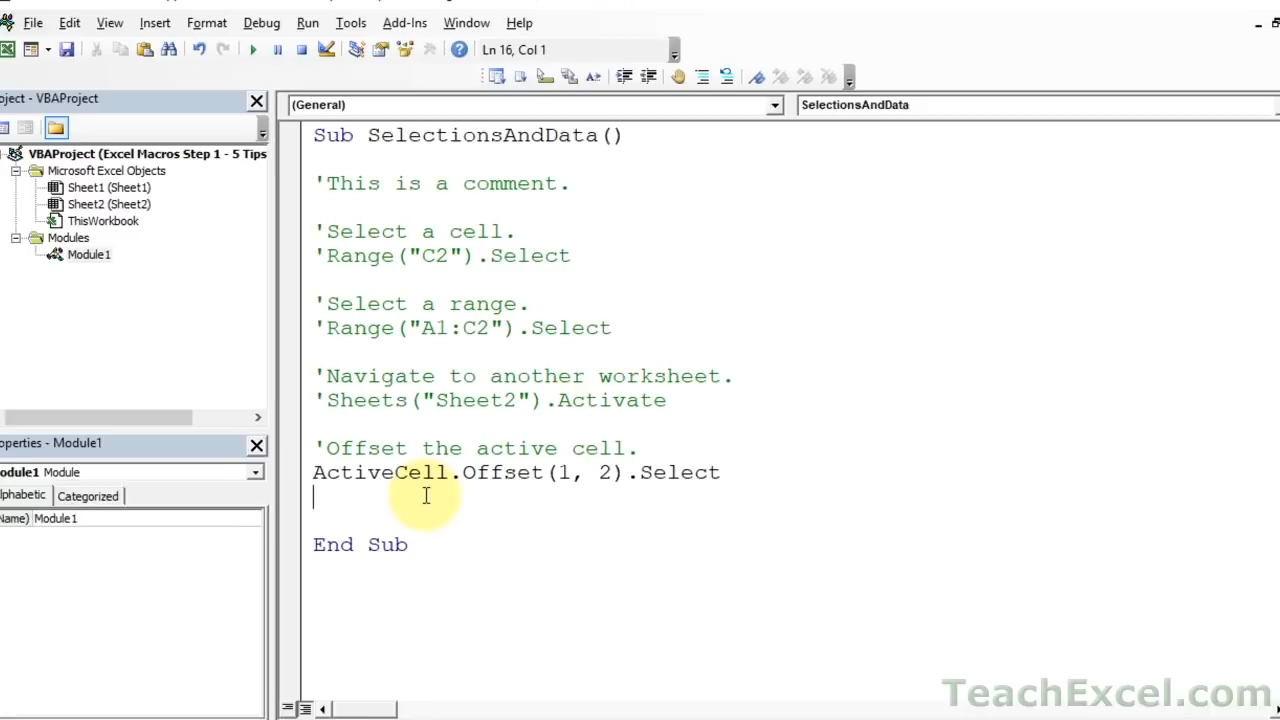 File Edit View Insert Format Debug Run Tools Add-Ins Window Help
Ln 16, Col 1
oject - VBAProject
(General) SelectionsAndData
VBAProject (Excel Macros Step 1 - 5 Tips
Microsoft Excel Objects
Sheet1 (Sheet1)
Sheet2 (Sheet2)
ThisWorkbook
Modules
Module1
operties - Module1
odule1 Module
lphabetic Categorized
Name) Module1
Sub SelectionsAndData()
'This is a comment.
'Select a cell.
'Range("C2").Select
'Select a range.
'Range("A1:C2").Select
'Navigate to another worksheet.
'Sheets("Sheet2").Activate
'Offset the active cell.
ActiveCell.Offset(1, 2).Select
End Sub
TeachExcel.com